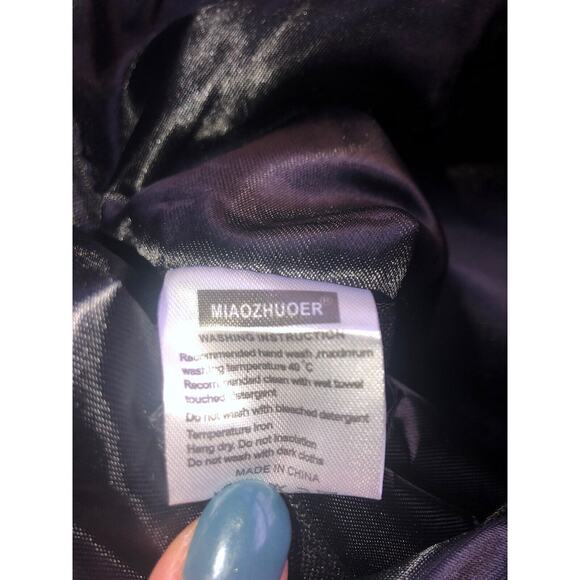 MIAOZHUOER®
WASHING INSTRUCTION
Recommended hand wash ,maximum
washing temperature 40 °C
Recommended clean with wet towel
touched detergent
Do not wash with bleached detergent
Temperature Iron
Hang dry. Do not Insolation
Do not wash with dark cloths
MADE IN CHINA